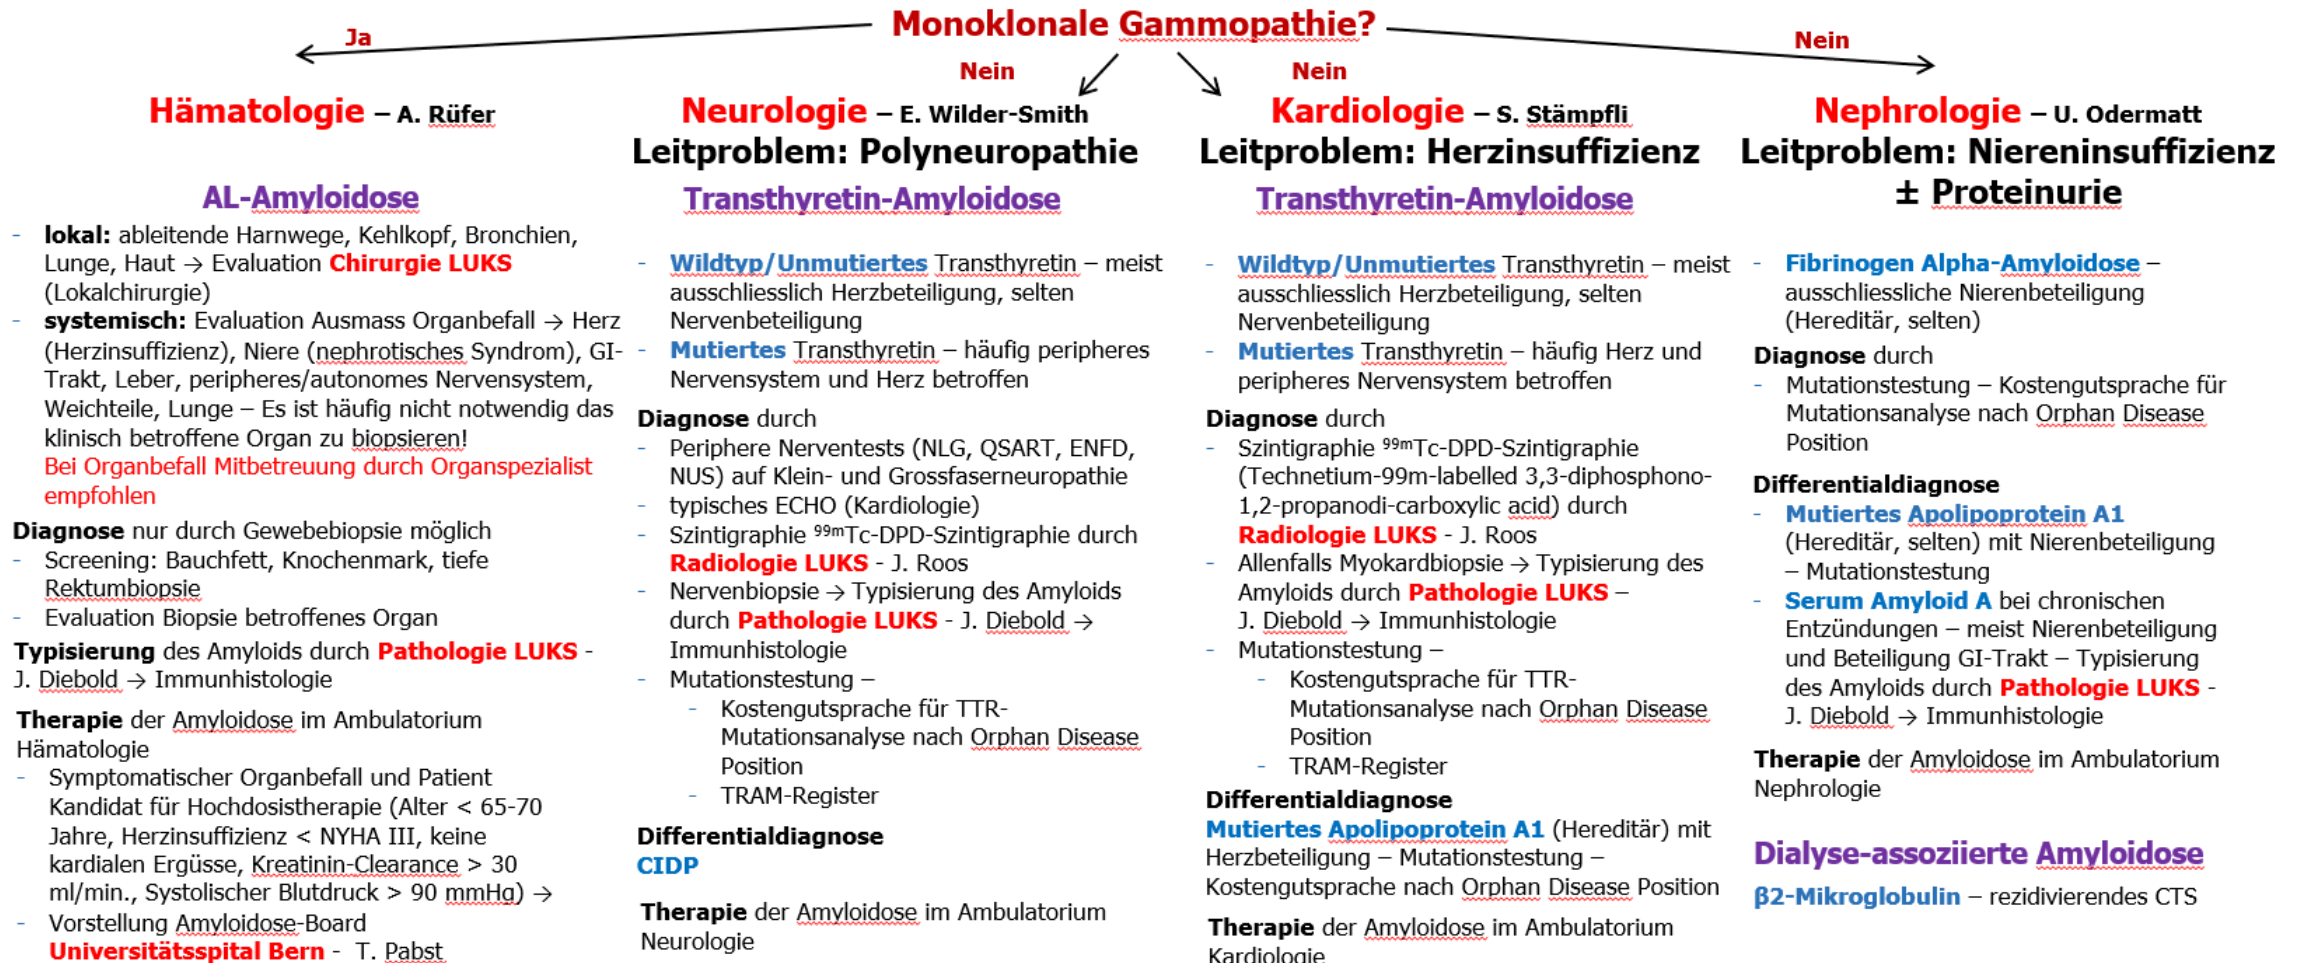 Monoklonale Gammopathie?
Ja
Nein
Nein
Nein
Hämatologie – A. Rüfer
AL-Amyloidose
- lokal: ableitende Harnwege, Kehlkopf, Bronchien,
Lunge, Haut → Evaluation Chirurgie LUKS
(Lokalchirurgie)
- systemisch: Evaluation Ausmass Organbefall → Herz
(Herzinsuffizienz), Niere (nephrotisches Syndrom), GI-
Trakt, Leber, peripheres/autonomes Nervensystem,
Weichteile, Lunge – Es ist häufig nicht notwendig das
klinisch betroffene Organ zu biopsieren!
Bei Organbefall Mitbetreuung durch Organspezialist
empfohlen
Diagnose nur durch Gewebebiopsie möglich
- Screening: Bauchfett, Knochenmark, tiefe
Rektumbiopsie
- Evaluation Biopsie betroffenes Organ
Typisierung des Amyloids durch Pathologie LUKS -
J. Diebold → Immunhistologie
Therapie der Amyloidose im Ambulatorium
Hämatologie
- Symptomatischer Organbefall und Patient
Kandidat für Hochdosistherapie (Alter < 65-70
Jahre, Herzinsuffizienz < NYHA III, keine
kardialen Ergüsse, Kreatinin-Clearance > 30
ml/min., Systolischer Blutdruck > 90 mmHg) →
- Vorstellung Amyloidose-Board
Universitätsspital Bern - T. Pabst
Neurologie – E. Wilder-Smith
Leitproblem: Polyneuropathie
Transthyretin-Amyloidose
- Wildtyp/Unmutiertes Transthyretin – meist
ausschliesslich Herzbeteiligung, selten
Nervenbeteiligung
- Mutiertes Transthyretin – häufig peripheres
Nervensystem und Herz betroffen
Diagnose durch
- Periphere Nerventests (NLG, QSART, ENFD,
NUS) auf Klein- und Grossfaserneuropathie
- typisches ECHO (Kardiologie)
- Szintigraphie ⁹⁹ᵐTc-DPD-Szintigraphie durch
Radiologie LUKS - J. Roos
- Nervenbiopsie → Typisierung des Amyloids
durch Pathologie LUKS - J. Diebold →
Immunhistologie
- Mutationstestung –
- Kostengutsprache für TTR-
Mutationsanalyse nach Orphan Disease
Position
- TRAM-Register
Differentialdiagnose
CIDP
Therapie der Amyloidose im Ambulatorium
Neurologie
Kardiologie – S. Stämpfli
Leitproblem: Herzinsuffizienz
Transthyretin-Amyloidose
- Wildtyp/Unmutiertes Transthyretin – meist
ausschliesslich Herzbeteiligung, selten
Nervenbeteiligung
- Mutiertes Transthyretin – häufig Herz und
peripheres Nervensystem betroffen
Diagnose durch
- Szintigraphie ⁹⁹ᵐTc-DPD-Szintigraphie
(Technetium-99m-labelled 3,3-diphosphono-
1,2-propanodi-carboxylic acid) durch
Radiologie LUKS - J. Roos
- Allenfalls Myokardbiopsie → Typisierung des
Amyloids durch Pathologie LUKS –
J. Diebold → Immunhistologie
- Mutationstestung –
- Kostengutsprache für TTR-
Mutationsanalyse nach Orphan Disease
Position
- TRAM-Register
Differentialdiagnose
Mutiertes Apolipoprotein A1 (Hereditär) mit
Herzbeteiligung – Mutationstestung –
Kostengutsprache nach Orphan Disease Position
Therapie der Amyloidose im Ambulatorium
Kardiologie
Nephrologie – U. Odermatt
Leitproblem: Niereninsuffizienz
± Proteinurie
- Fibrinogen Alpha-Amyloidose –
ausschliessliche Nierenbeteiligung
(Hereditär, selten)
Diagnose durch
- Mutationstestung – Kostengutsprache für
Mutationsanalyse nach Orphan Disease
Position
Differentialdiagnose
- Mutiertes Apolipoprotein A1
(Hereditär, selten) mit Nierenbeteiligung
– Mutationstestung
- Serum Amyloid A bei chronischen
Entzündungen – meist Nierenbeteiligung
und Beteiligung GI-Trakt – Typisierung
des Amyloids durch Pathologie LUKS -
J. Diebold → Immunhistologie
Therapie der Amyloidose im Ambulatorium
Nephrologie
Dialyse-assoziierte Amyloidose
β2-Mikroglobulin – rezidivierendes CTS